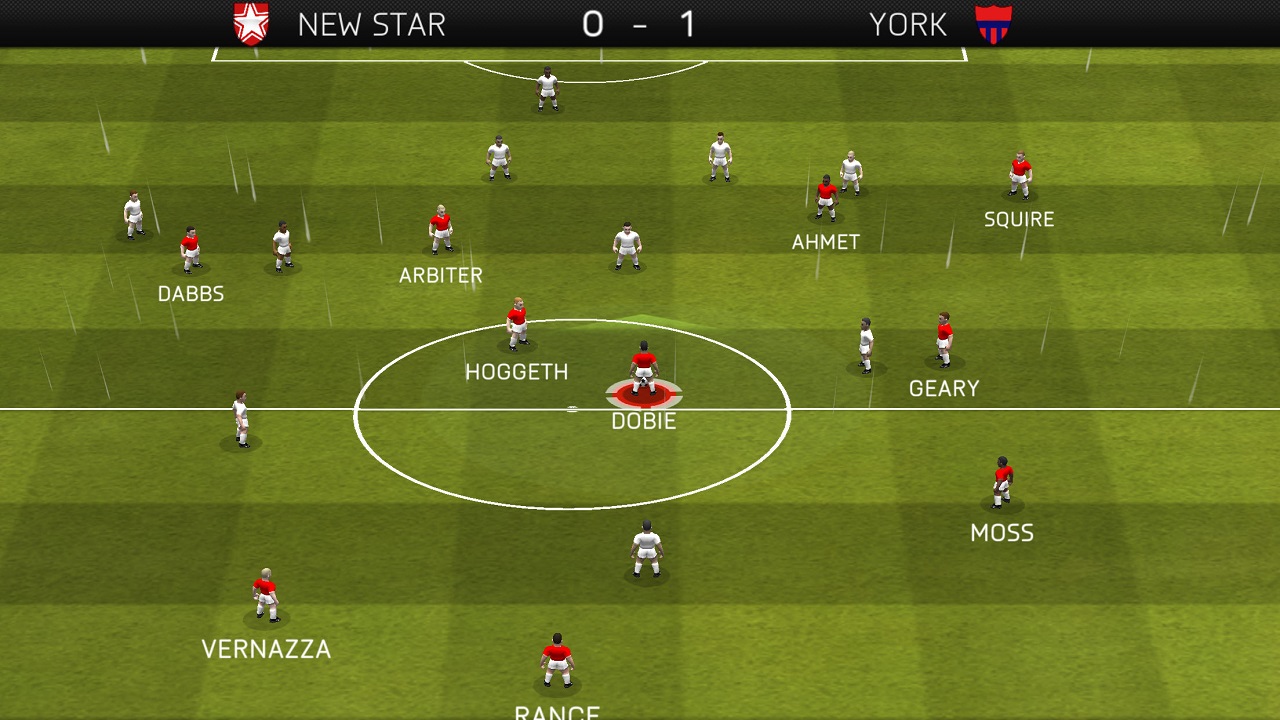 NEW STAR 0 - 1 YORK
SQUIRE
AHMET
ARBITER
DABBS
HOGGETH
GEARY
DOBIE
MOSS
VERNAZZA
RANCE